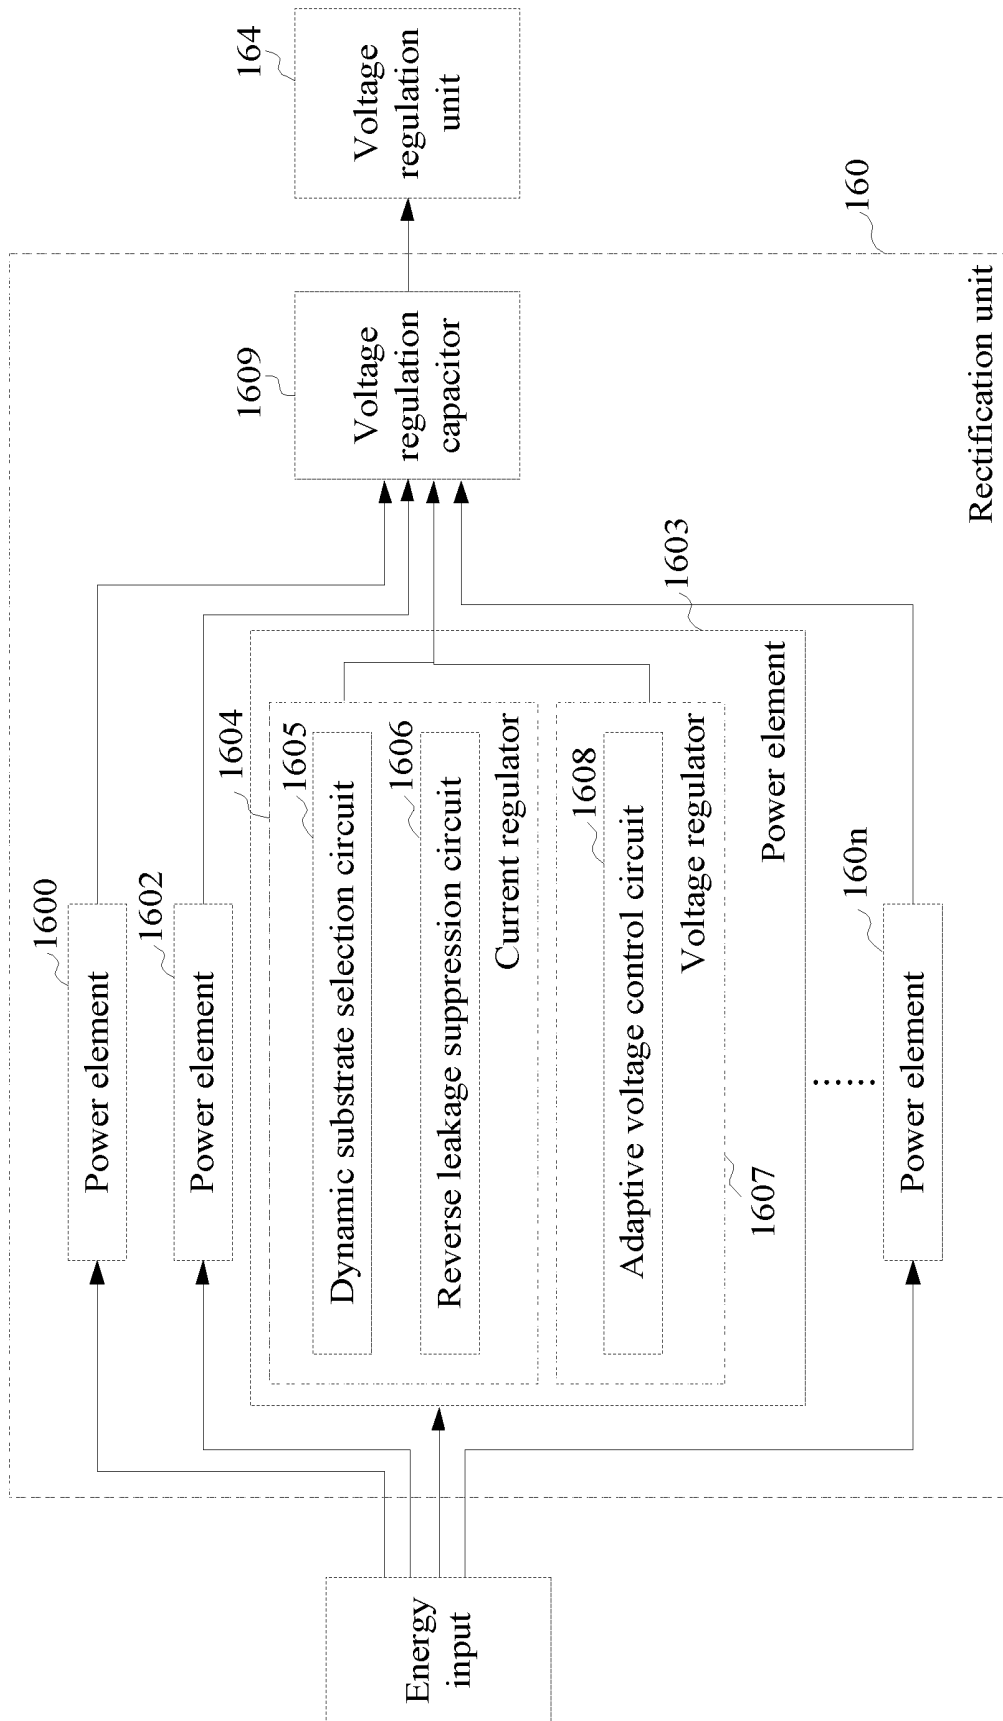 Energy
input
1600
Power element
1602
Power element
1604
1605
Dynamic substrate selection circuit
1606
Reverse leakage suppression circuit
Current regulator
1608
Adaptive voltage control circuit
Voltage regulator
1607
Power element
1603
......
160n
Power element
1609
Voltage
regulation
capacitor
164
Voltage
regulation
unit
160
Rectification unit